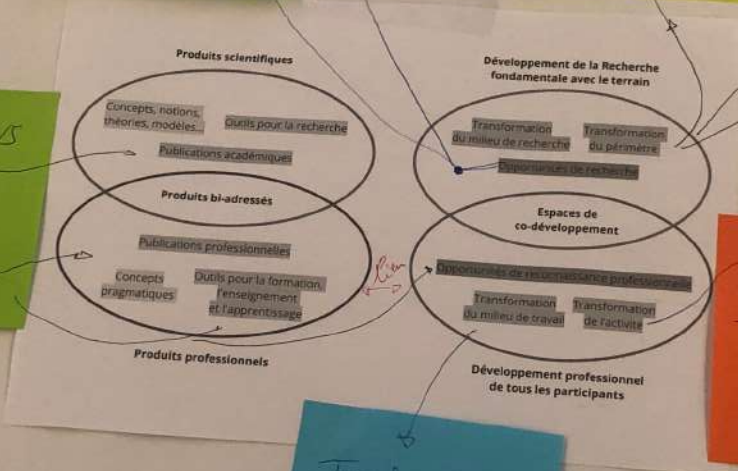 Produits scientifiques
Concepts, notions,
théories, modèles...
Outils pour la recherche
Publications académiques
Produits bi-adressés
Publications professionnelles
Concepts
pragmatiques
Outils pour la formation,
l'enseignement
et l'apprentissage
Produits professionnels
lien
Développement de la Recherche
fondamentale avec le terrain
Transformation
du milieu de recherche
Transformation
du périmètre
Opportunités de recherche
Espaces de
co-développement
Opportunités de reconnaissance professionnelle
Transformation
du milieu de travail
Transformation
de l'activité
Développement professionnel
de tous les participants